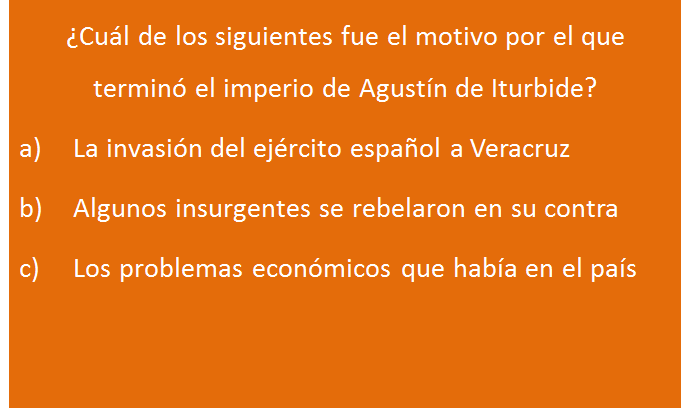 ¿Cuál de los siguientes fue el motivo por el que
terminó el imperio de Agustín de Iturbide?
a) La invasión del ejército español a Veracruz
b) Algunos insurgentes se rebelaron en su contra
c) Los problemas económicos que había en el país